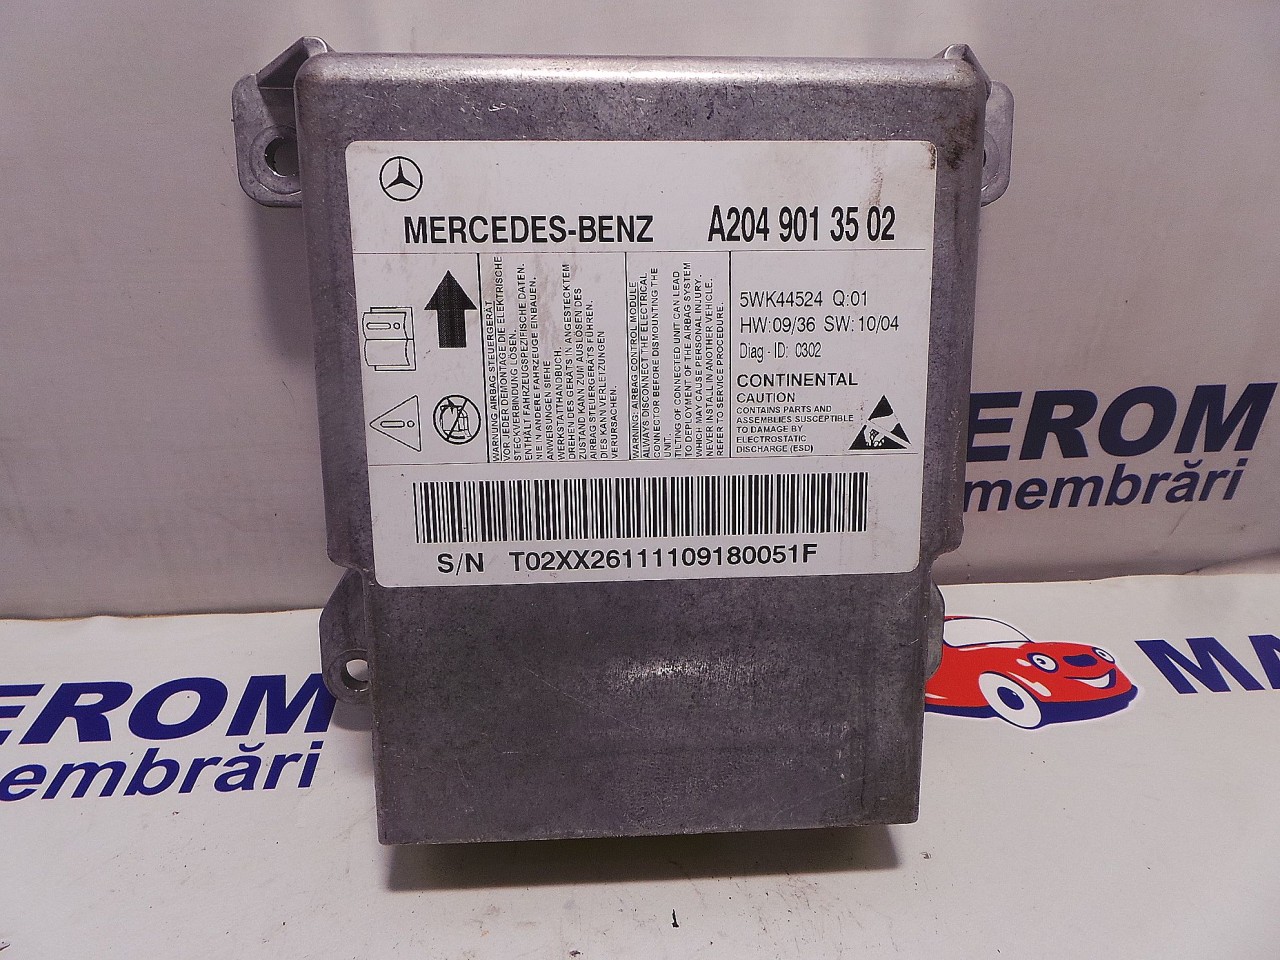 MERCEDES-BENZ A204 901 35 02
WARNUNG AIRBAG-STEUERGERÄT
VOR JEDER DEMONTAGE DIE ELEKTRISCHE
STECKVERBINDUNG LÖSEN.
ENTHÄLT FAHRZEUGSPEZIFISCHE DATEN.
NIE IN ANDERE FAHRZEUGE EINBAUEN.
ANWEISUNGEN SIEHE
WERKSTATTHANDBUCH.
DREHEN DES GERÄTS IN ANGESTECKTEM
ZUSTAND KANN ZUM AUSLÖSEN DES
AIRBAG STEUERGERÄTS FÜHREN.
DIES KANN VERLETZUNGEN
VERURSACHEN.
WARNING: AIRBAG CONTROL MODULE
ALWAYS DISCONNECT THE ELECTRICAL
CONNECTOR BEFORE DISMOUNTING THE
UNIT.
TILTING OF CONNECTED UNIT CAN LEAD
TO DEPLOYMENT OF THE AIRBAG SYSTEM
WHICH MAY CAUSE PERSONAL INJURY.
NEVER INSTALL IN ANOTHER VEHICLE.
REFER TO SERVICE PROCEDURE.
5WK44524 Q:01
HW:09/36 SW:10/04
Diag-ID: 0302
CONTINENTAL
CAUTION
CONTAINS PARTS AND
ASSEMBLIES SUSCEPTIBLE
TO DAMAGE BY
ELECTROSTATIC
DISCHARGE (ESD)
S/N T02XX26111109180051F
EROM
membrări
EROM
membrări
MA